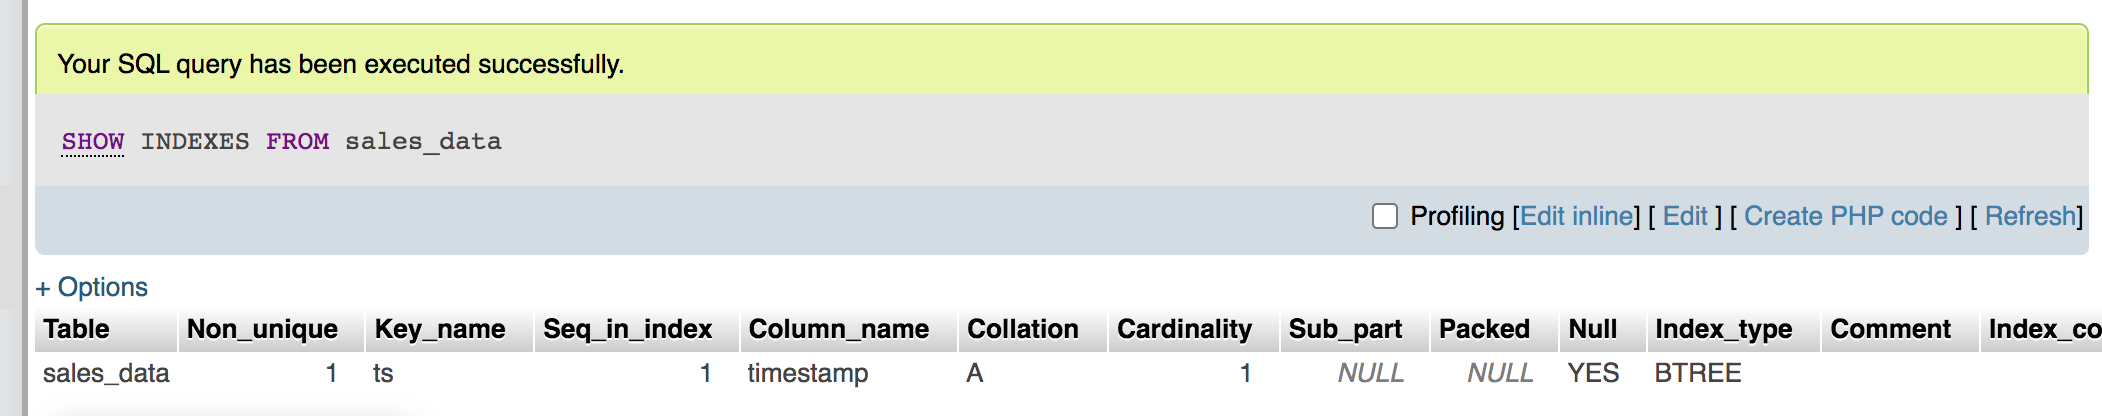 Your SQL query has been executed successfully.
SHOW INDEXES FROM sales_data
Profiling [Edit inline] [ Edit ] [ Create PHP code ] [ Refresh]
+ Options
Table Non_unique Key_name Seq_in_index Column_name Collation Cardinality Sub_part Packed Null Index_type Comment Index_co
sales_data 1 ts 1 timestamp A 1 NULL NULL YES BTREE